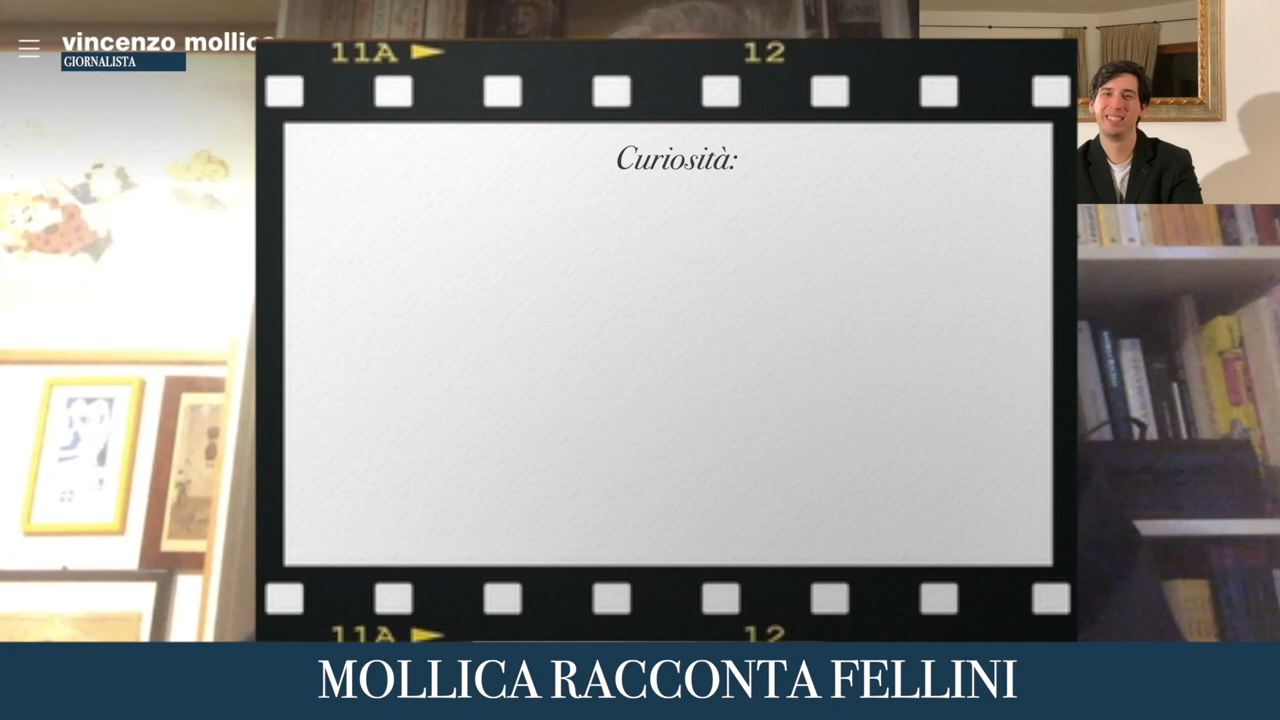 vincenzo mollica
GIORNALISTA
11A
12
Curiosità:
11A
12
MOLLICA RACCONTA FELLINI